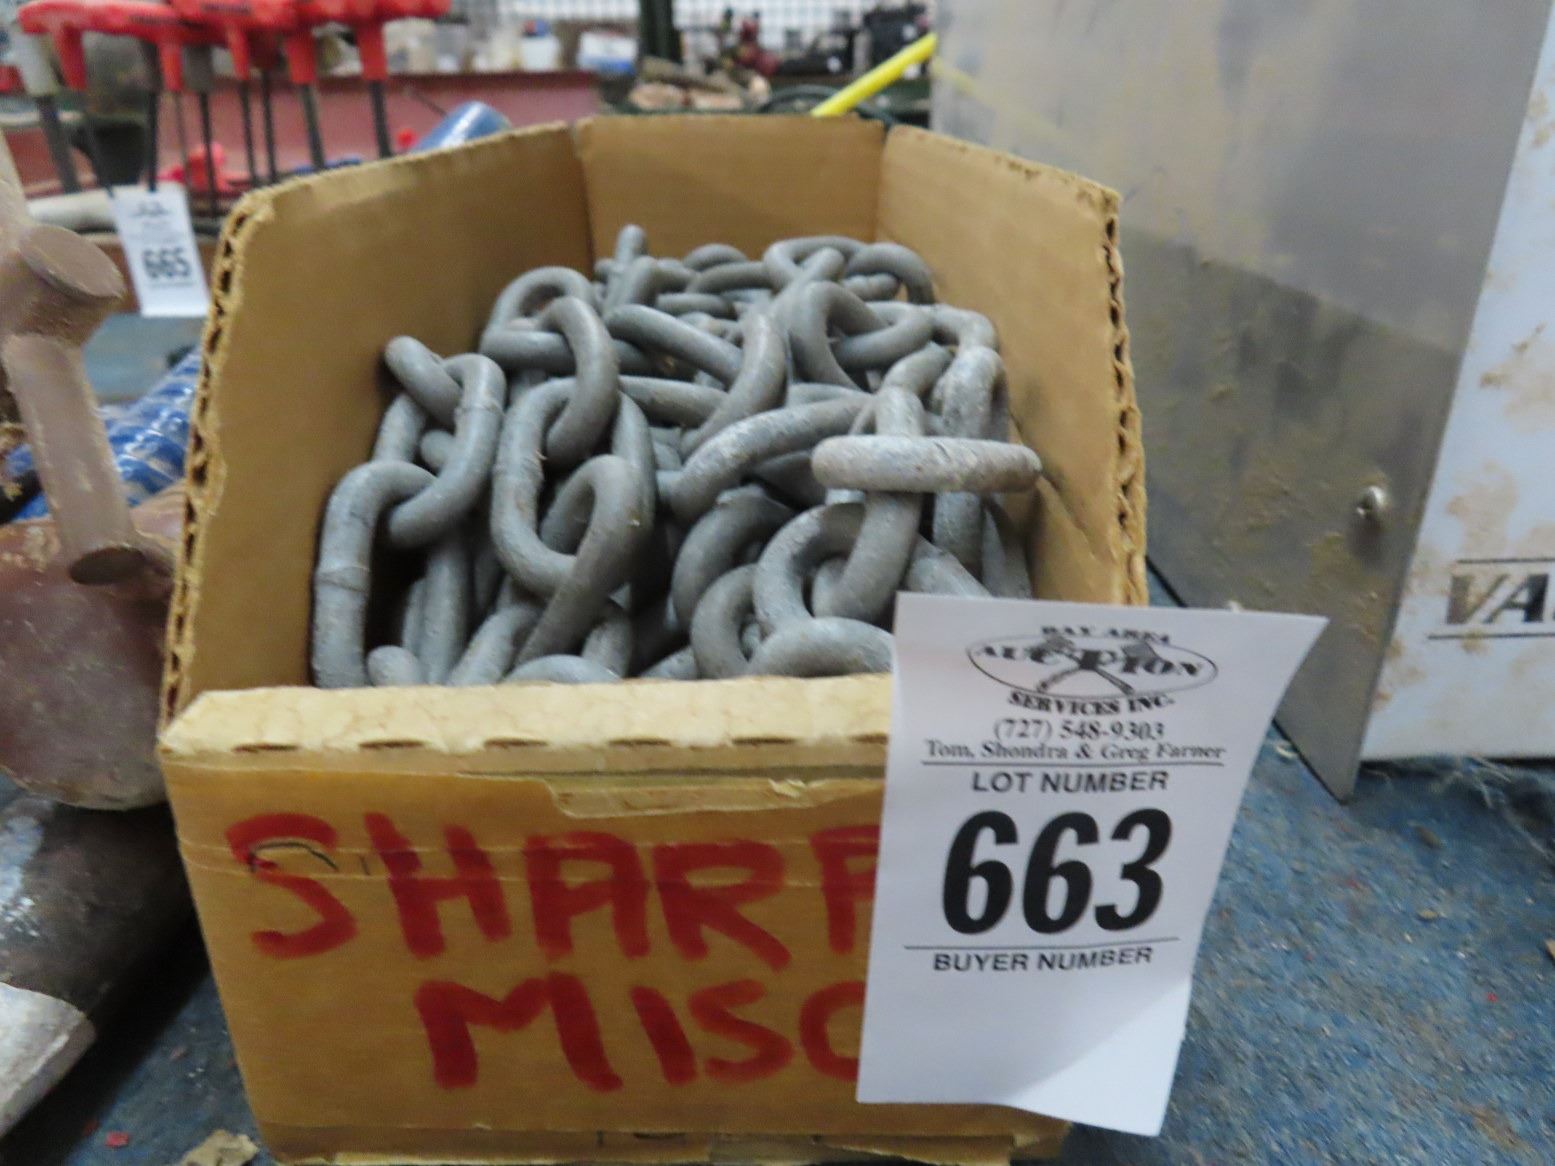 665
BAY AREA
AUCTION
SERVICES INC.
(727) 548-9303
Tom, Shondra & Greg Farner
LOT NUMBER
663
BUYER NUMBER
SHARP
MISC
VA